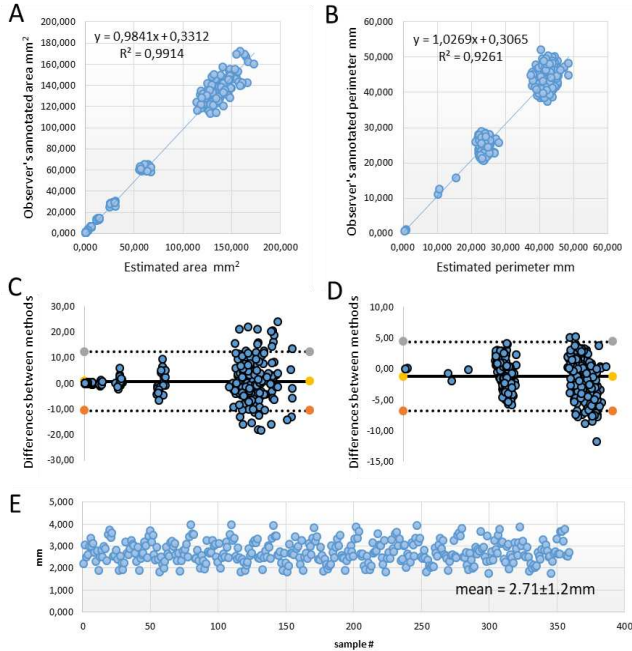 A
B
200,000
180,000
160,000
140,000
120,000
100,000
80,000
60,000
40,000
20,000
0,000
Observer's annotated area mm²
y = 0,9841x + 0,3312
R² = 0,9914
0,000 50,000 100,000 150,000 200,000
Estimated area mm²
60,000
50,000
40,000
30,000
20,000
10,000
0,000
Observer's annotated perimeter mm
y = 1,0269x + 0,3065
R² = 0,9261
0,000 10,000 20,000 30,000 40,000 50,000 60,000
Estimated perimeter mm
C
30,00
20,00
10,00
0,00
-10,00
-20,00
-30,00
Differences between methods
D
10,00
5,00
0,00
-5,00
-10,00
-15,00
Differences between methods
E
5,000
4,000
3,000
2,000
1,000
0,000
mm
mean = 2.71±1.2mm
0 50 100 150 200 250 300 350 400
sample #